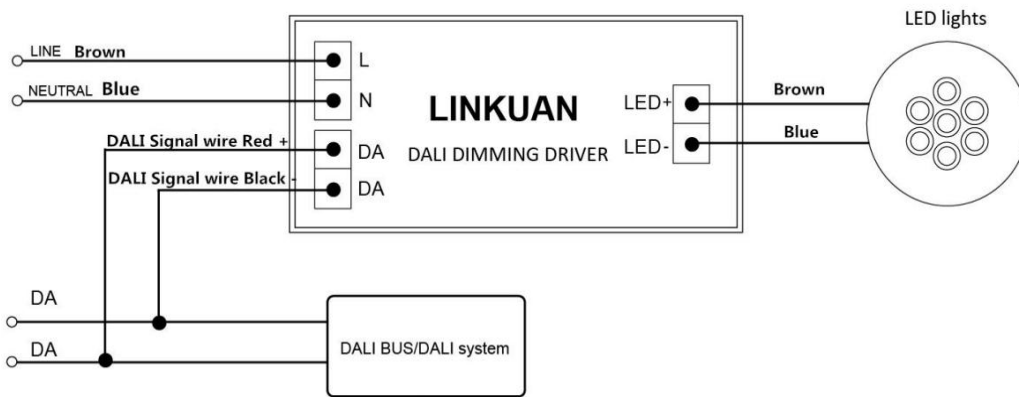 LED lights
LINE Brown
L
NEUTRAL Blue
N
LINKUAN
DALI DIMMING DRIVER
LED+
Brown
LED-
Blue
DALI Signal wire Red +
DA
DALI Signal wire Black -
DA
DA
DA
DALI BUS/DALI system